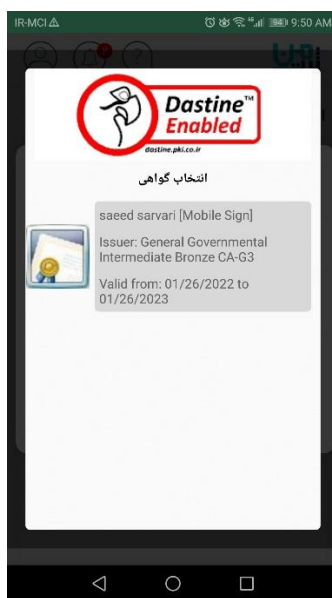 IR-MCI 9:50 AM
Dastine™
Enabled
dastine.pki.co.ir
انتخاب گواهی
saeed sarvari [Mobile Sign]
Issuer: General Governmental
Intermediate Bronze CA-G3
Valid from: 01/26/2022 to
01/26/2023